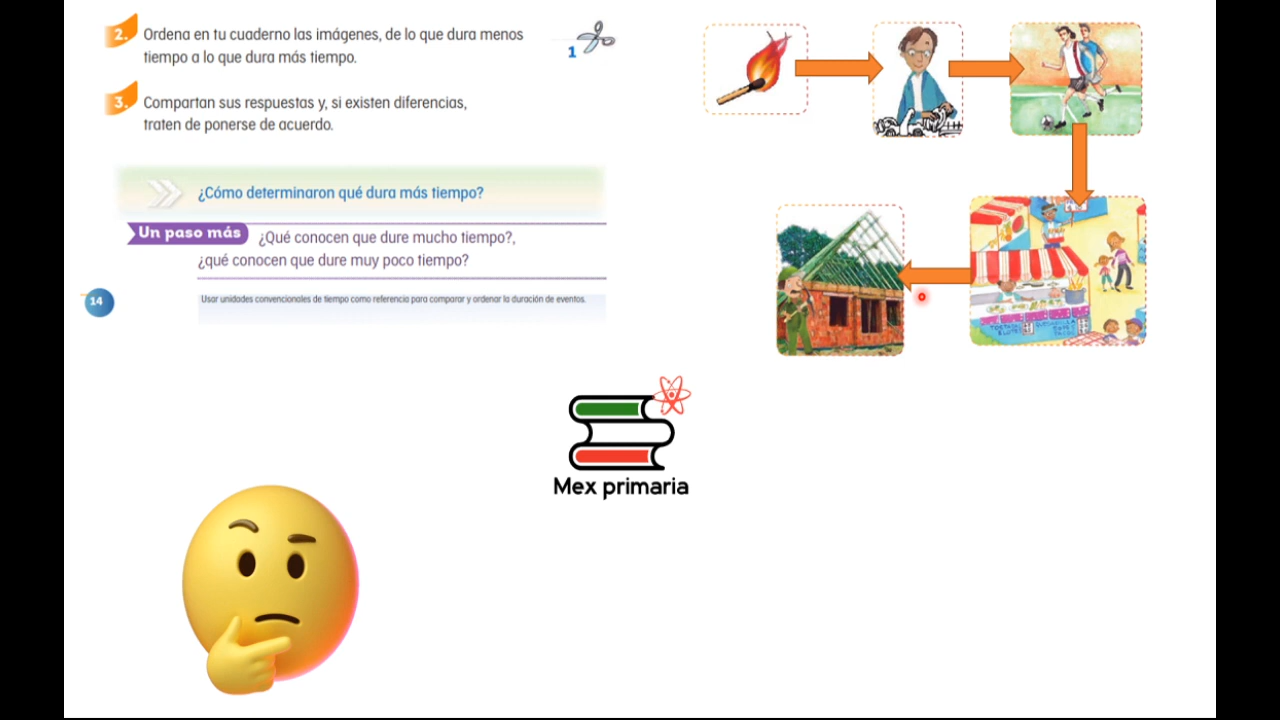 2. Ordena en tu cuaderno las imágenes, de lo que dura menos
tiempo a lo que dura más tiempo.
1
3. Compartan sus respuestas y, si existen diferencias,
traten de ponerse de acuerdo.
¿Cómo determinaron qué dura más tiempo?
Un paso más ¿Qué conocen que dure mucho tiempo?,
¿qué conocen que dure muy poco tiempo?
14
Usar unidades convencionales de tiempo como referencia para comparar y ordenar la duración de eventos.
Mex primaria